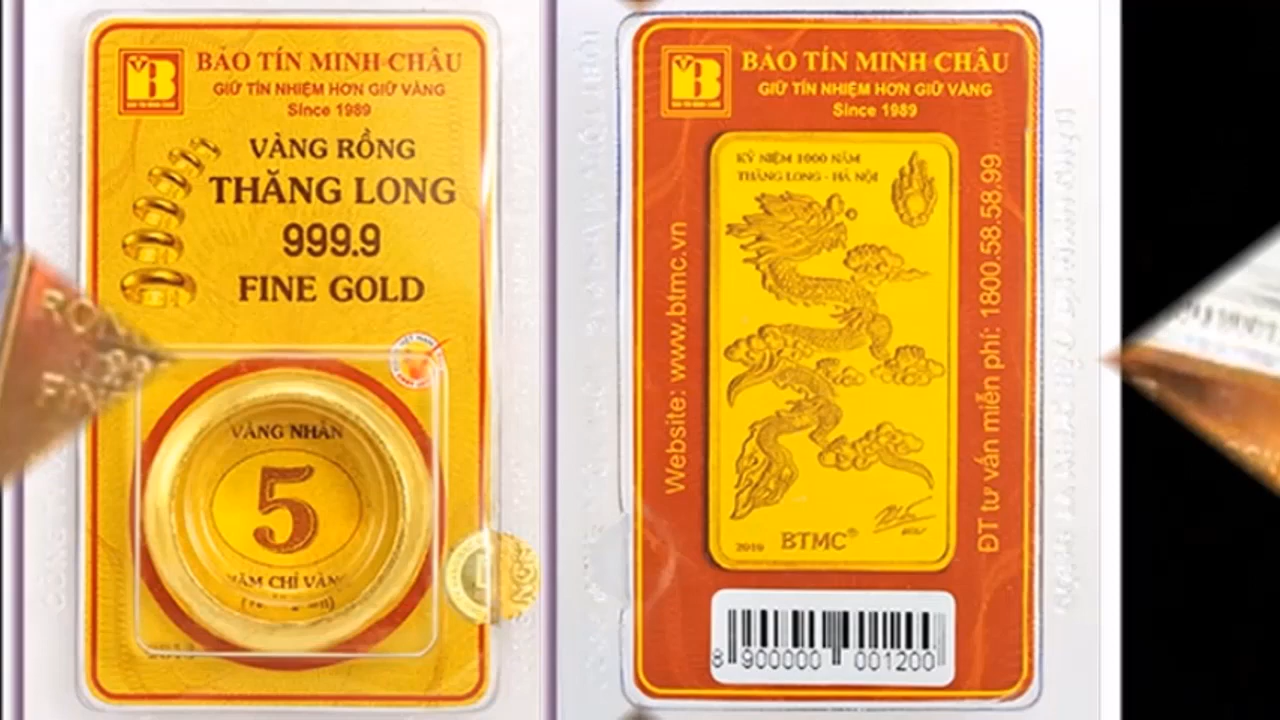 BẢO TÍN MINH CHÂU
GIỮ TÍN NHIỆM HƠN GIỮ VÀNG
Since 1989
VÀNG RỒNG
THĂNG LONG
999.9
FINE GOLD
VÀNG NHẪN
5
NĂM CHỈ VÀNG
BẢO TÍN MINH CHÂU
GIỮ TÍN NHIỆM HƠN GIỮ VÀNG
Since 1989
KỶ NIỆM 1000 NĂM
THĂNG LONG - HÀ NỘI
Website: www.btmc.vn
ĐT tư vấn miễn phí: 1800.58.58.99
2010 BTMC®
8 900000 001200